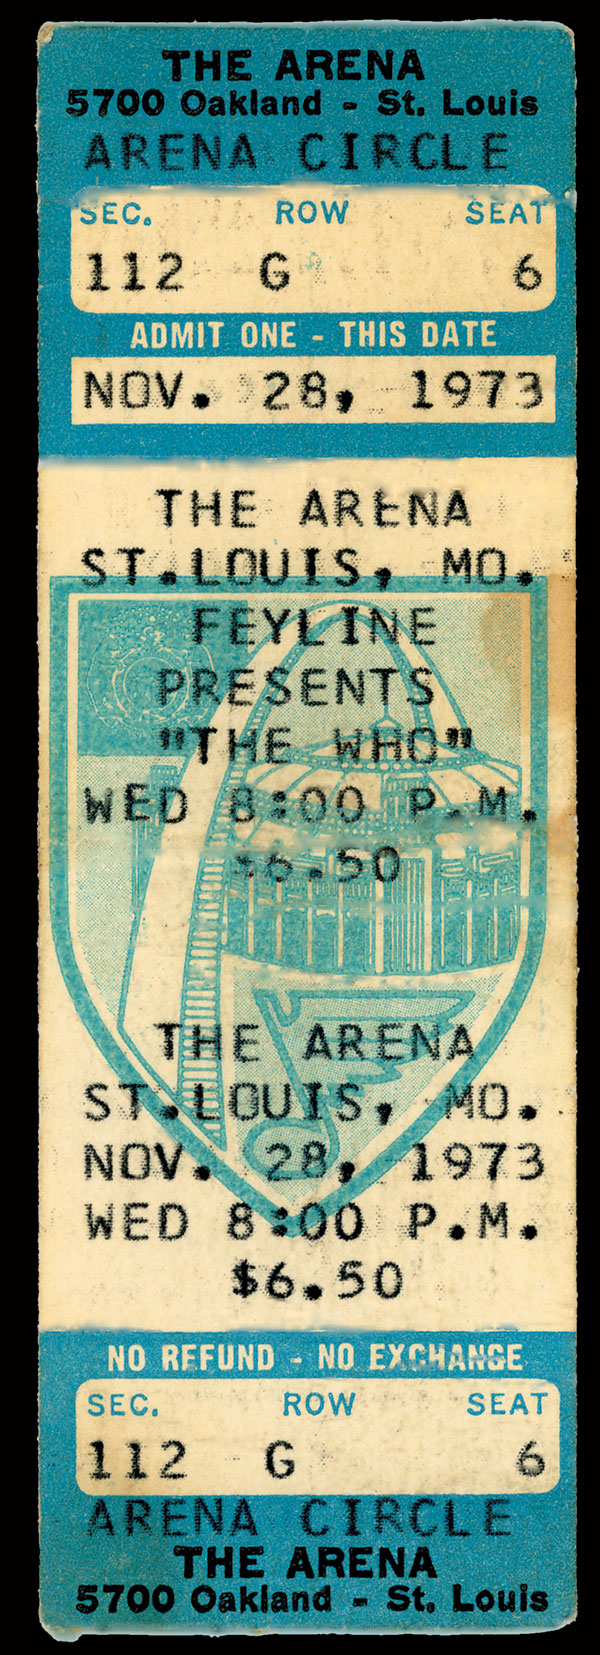 THE ARENA
5700 Oakland - St. Louis
ARENA CIRCLE
SEC. ROW SEAT
112 G 6
ADMIT ONE - THIS DATE
NOV. 28, 1973
THE ARENA
ST.LOUIS, MO.
FEYLINE
PRESENTS
"THE WHO"
WED 8:00 P.M.
$6.50
THE ARENA
ST.LOUIS, MO.
NOV. 28, 1973
WED 8:00 P.M.
$6.50
NO REFUND - NO EXCHANGE
SEC. ROW SEAT
112 G 6
ARENA CIRCLE
THE ARENA
5700 Oakland - St. Louis